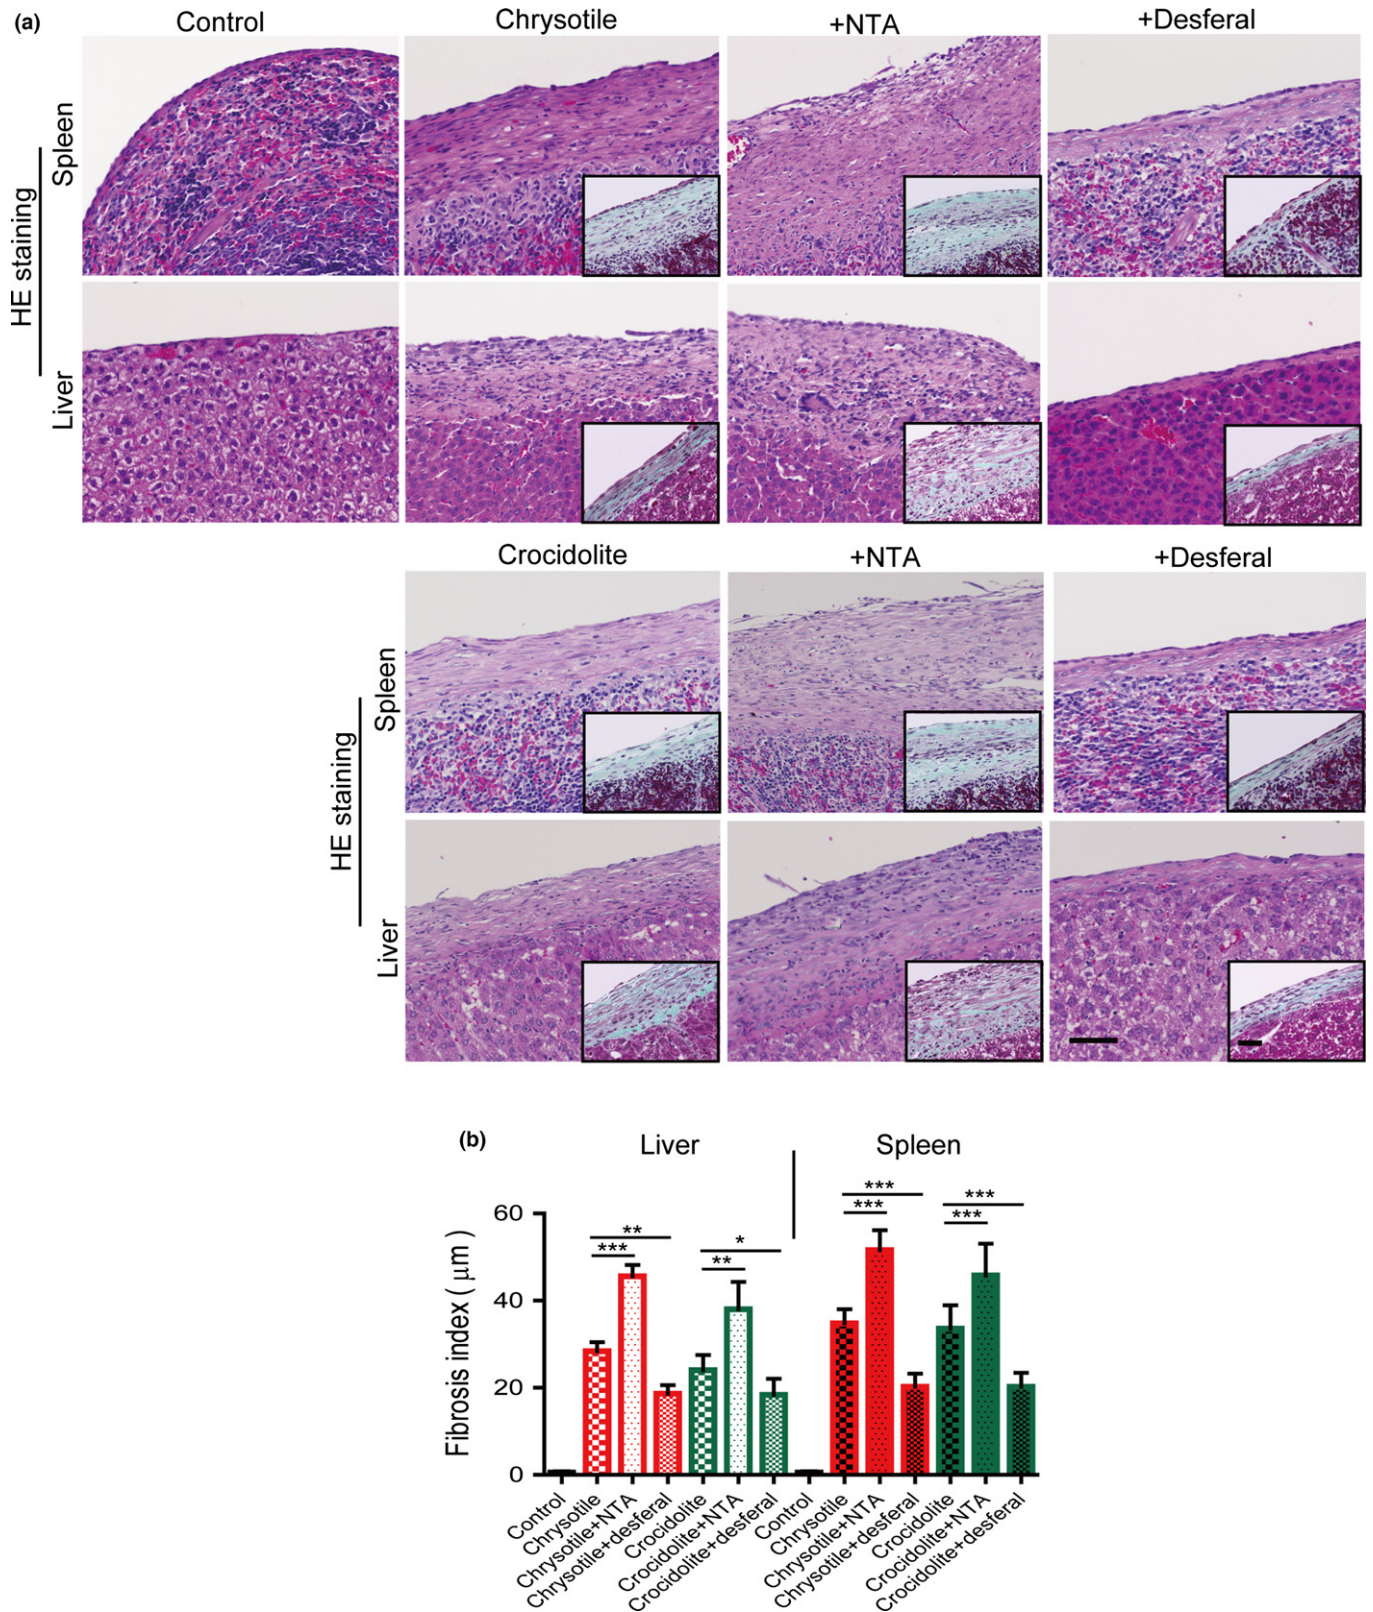 (a)
Control Chrysotile +NTA +Desferal
HE staining
Spleen
Liver
Crocidolite +NTA +Desferal
HE staining
Spleen
Liver
(b)
Liver Spleen
Fibrosis index ( μm )
60
40
20
0
*** ** ** * *** *** *** ***
Control
Chrysotile
Chrysotile+NTA
Chrysotile+desferal
Crocidolite
Crocidolite+NTA
Crocidolite+desferal
Control
Chrysotile
Chrysotile+NTA
Chrysotile+desferal
Crocidolite
Crocidolite+NTA
Crocidolite+desferal